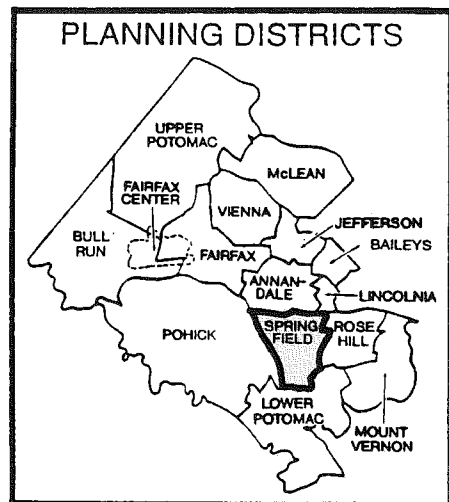 PLANNING DISTRICTS
UPPER
POTOMAC
McLEAN
FAIRFAX
CENTER
VIENNA
JEFFERSON
BAILEYS
BULL
RUN
FAIRFAX
ANNAN-
DALE
LINCOLNIA
SPRING
FIELD
ROSE
HILL
POHICK
LOWER
POTOMAC
MOUNT
VERNON